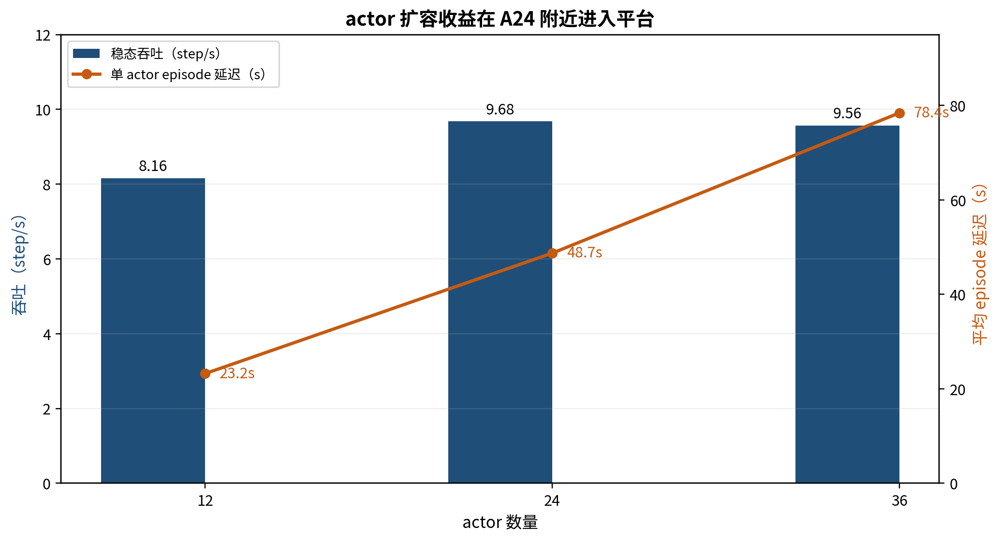 actor 扩容收益在 A24 附近进入平台
稳态吞吐（step/s）
单 actor episode 延迟（s）
吞吐（step/s）
12
10
8
6
4
2
0
8.16
9.68
9.56
23.2s
48.7s
78.4s
80
60
40
20
0
平均 episode 延迟（s）
12
24
36
actor 数量